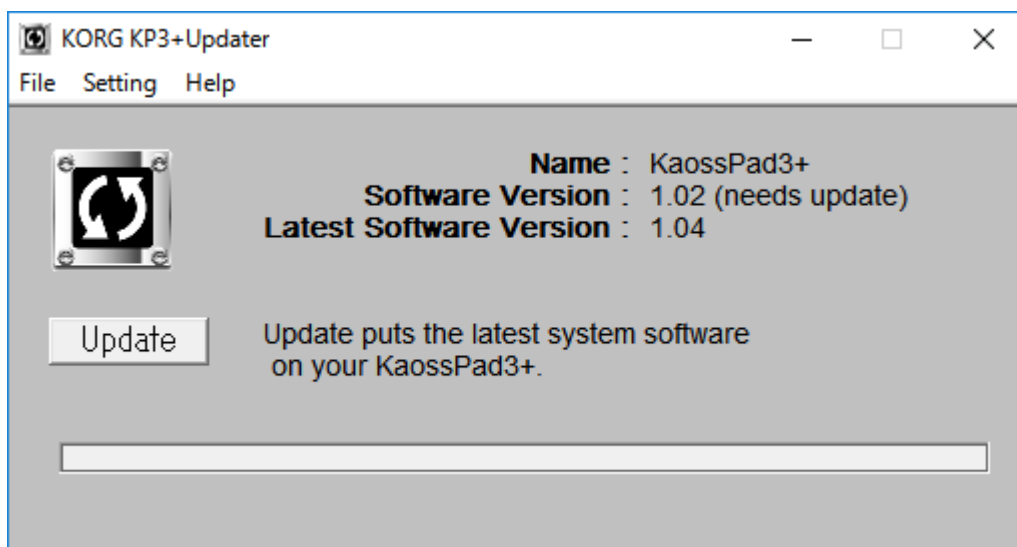 KORG KP3+Updater
File Setting Help
Name : KaossPad3+
Software Version : 1.02 (needs update)
Latest Software Version : 1.04
Update
Update puts the latest system software
on your KaossPad3+.